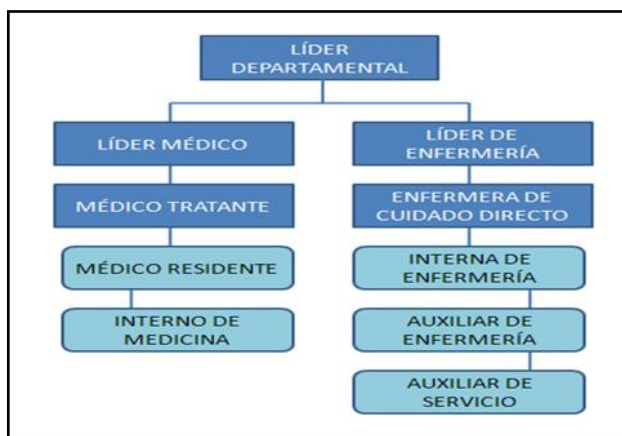 LÍDER
DEPARTAMENTAL
LÍDER MÉDICO
LÍDER DE
ENFERMERÍA
MÉDICO TRATANTE
ENFERMERA DE
CUIDADO DIRECTO
MÉDICO RESIDENTE
INTERNA DE
ENFERMERÍA
INTERNO DE
MEDICINA
AUXILIAR DE
ENFERMERÍA
AUXILIAR DE
SERVICIO